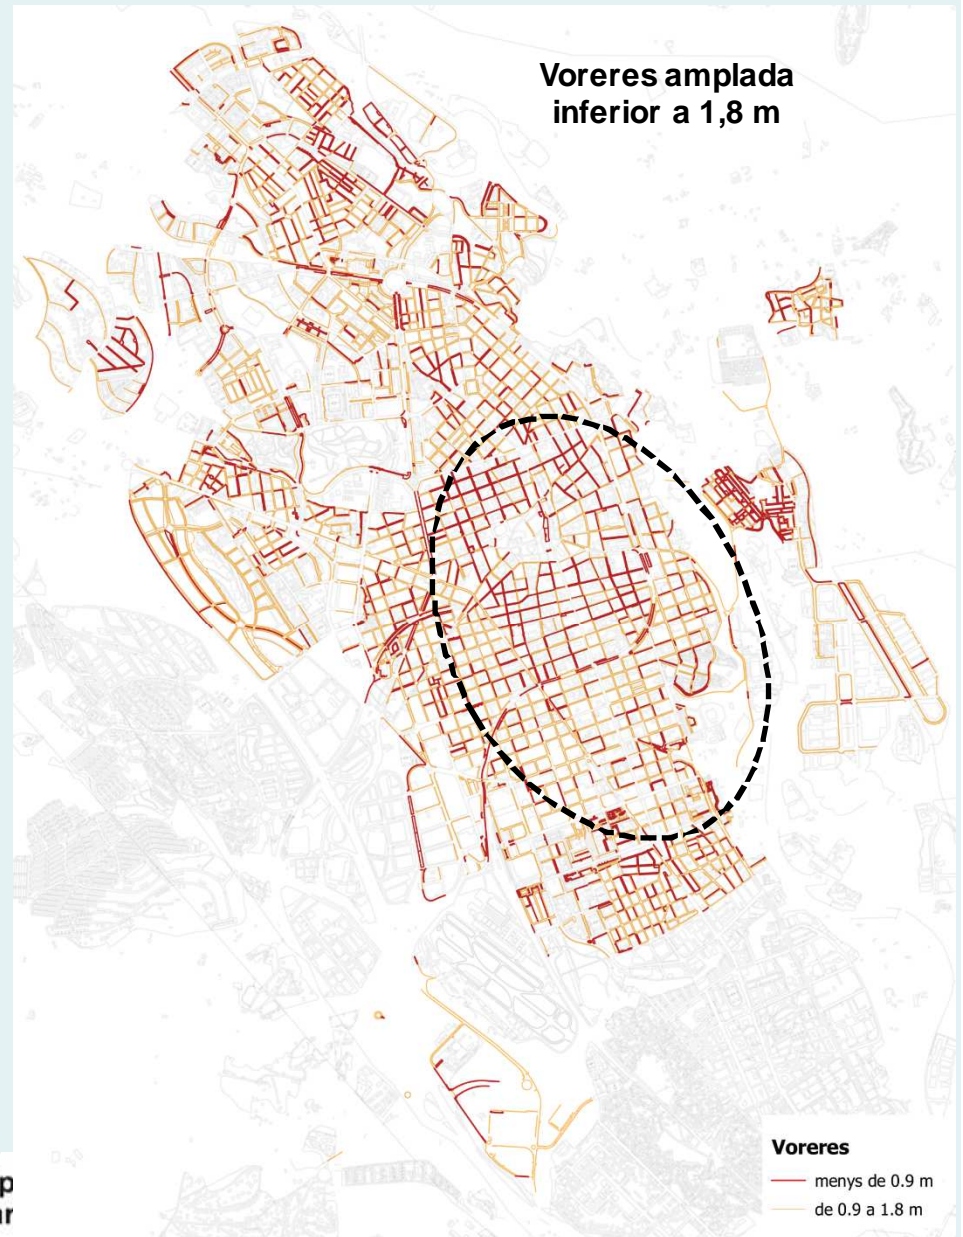 Voreres amplada
inferior a 1,8 m
Voreres
menys de 0.9 m
de 0.9 a 1.8 m